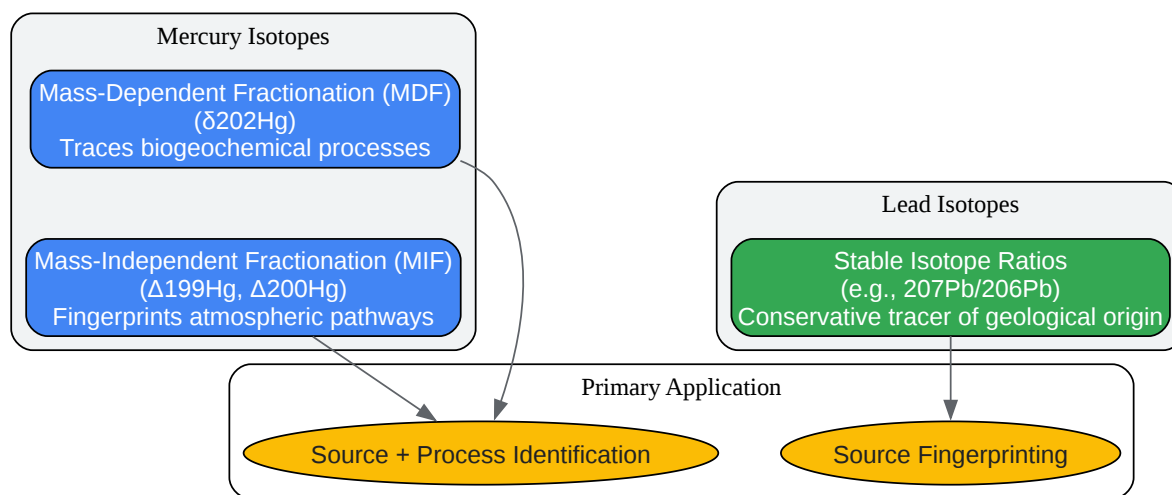 Mercury Isotopes
Mass-Dependent Fractionation (MDF)
(δ202Hg)
Traces biogeochemical processes
Mass-Independent Fractionation (MIF)
(Δ199Hg, Δ200Hg)
Fingerprints atmospheric pathways
Lead Isotopes
Stable Isotope Ratios
(e.g., 207Pb/206Pb)
Conservative tracer of geological origin
Primary Application
Source + Process Identification
Source Fingerprinting